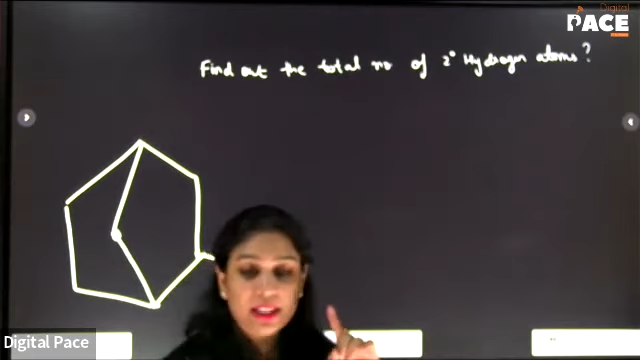 Digital
PACE
Find out the total no of 2° Hydrogen atoms?
Digital Pace